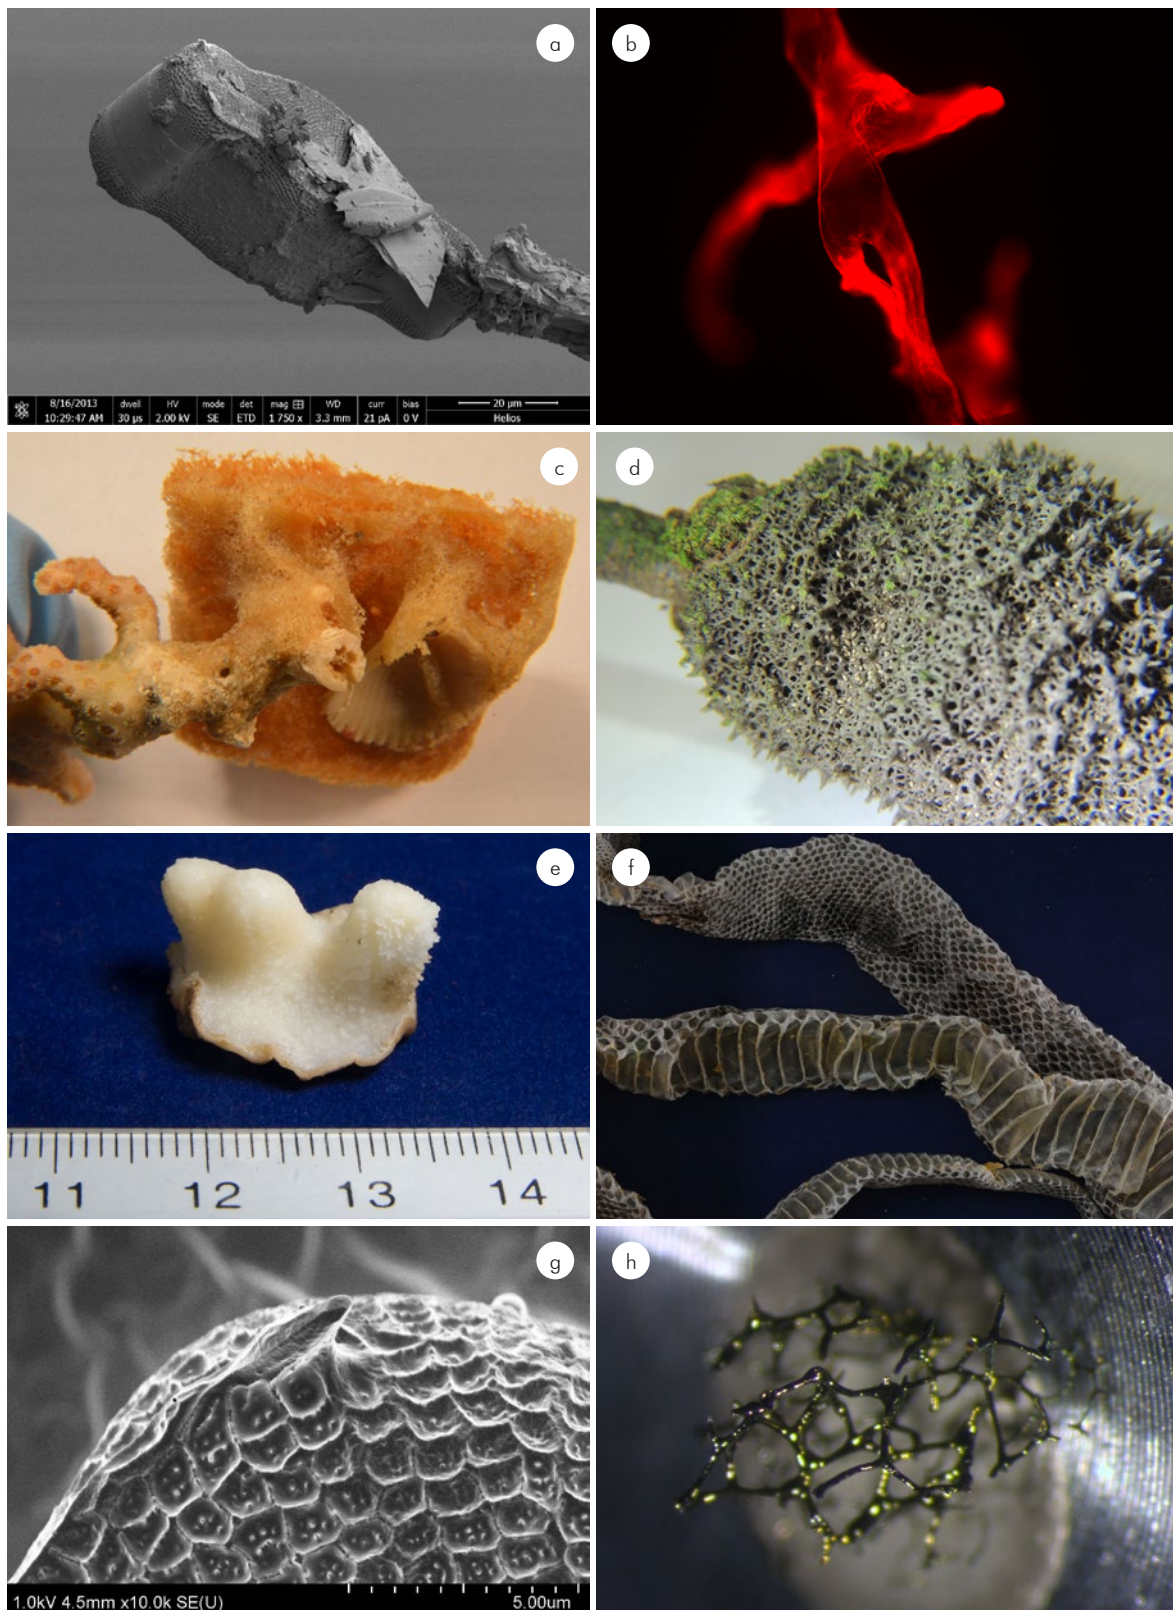 a
b
8/16/2013 dwell HV mode det mag WD curr bias 20 µm
10:29:47 AM 30 µs 2.00 kV SE ETD 1 750 x 3.3 mm 21 pA 0 V Helios
c
d
e
f
11 12 13 14
g
h
1.0kV 4.5mm x10.0k SE(U) 5.00um